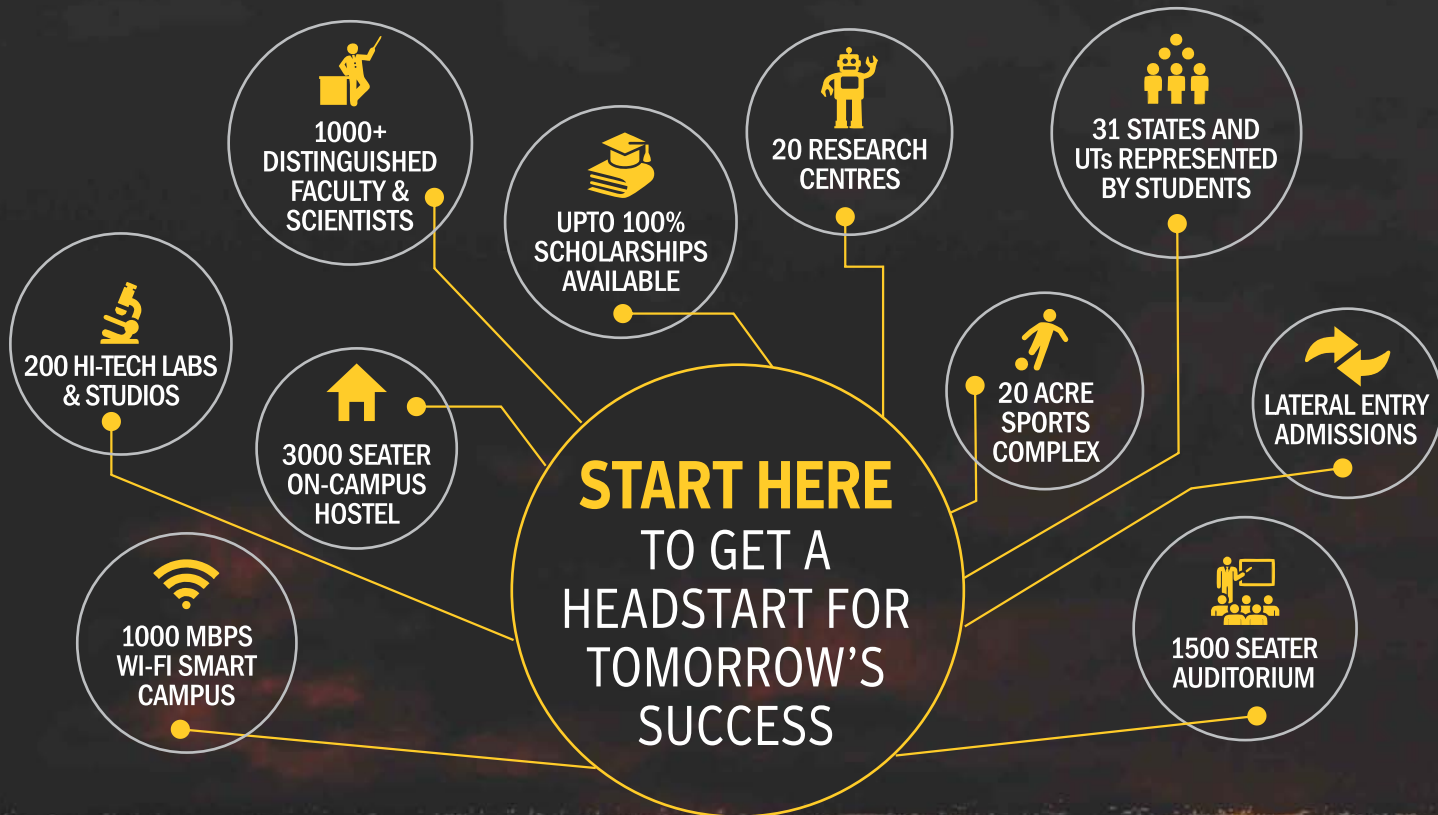 1000+
DISTINGUISHED
FACULTY &
SCIENTISTS
UPTO 100%
SCHOLARSHIPS
AVAILABLE
20 RESEARCH
CENTRES
31 STATES AND
UTs REPRESENTED
BY STUDENTS
200 HI-TECH LABS
& STUDIOS
3000 SEATER
ON-CAMPUS
HOSTEL
20 ACRE
SPORTS
COMPLEX
LATERAL ENTRY
ADMISSIONS
START HERE
TO GET A
HEADSTART FOR
TOMORROW'S
SUCCESS
1000 MBPS
WI-FI SMART
CAMPUS
1500 SEATER
AUDITORIUM